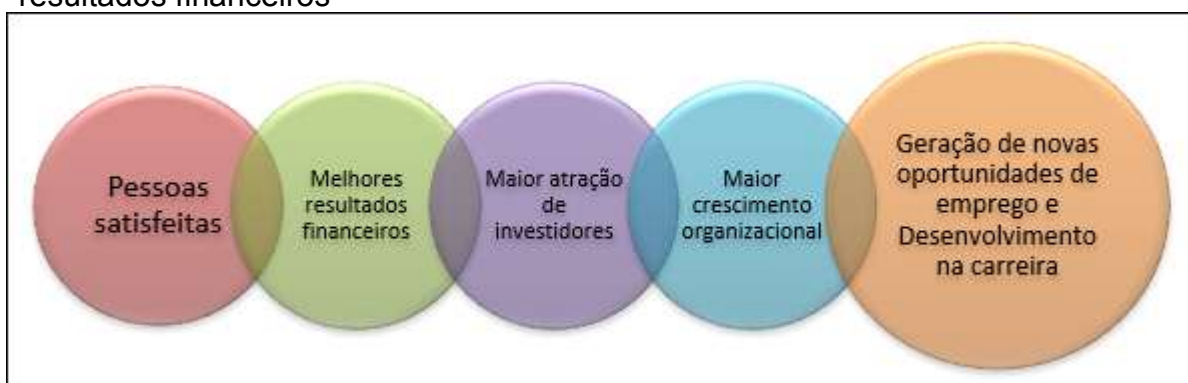 resultados financeiros
Pessoas
satisfeitas
Melhores
resultados
financeiros
Maior atração
de
investidores
Maior
crescimento
organizacional
Geração de novas
oportunidades de
emprego e
Desenvolvimento
na carreira